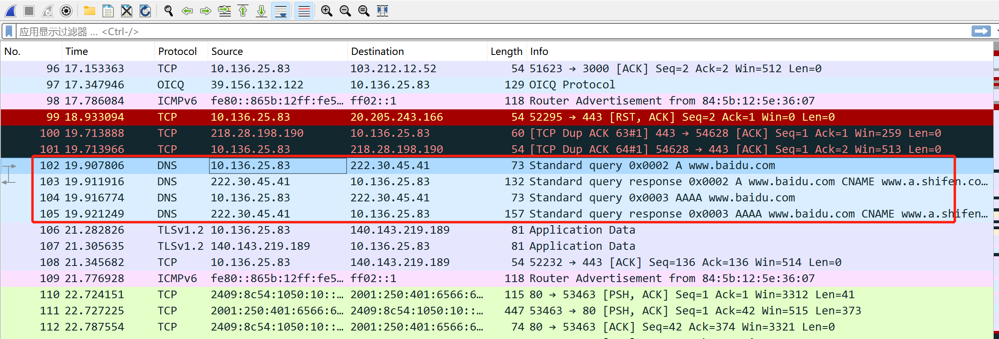 应用显示过滤器 … <Ctrl-/>
No. Time Protocol Source Destination Length Info
96 17.153363 TCP 10.136.25.83 103.212.12.52 54 51623 → 3000 [ACK] Seq=2 Ack=2 Win=512 Len=0
97 17.347946 OICQ 39.156.132.122 10.136.25.83 129 OICQ Protocol
98 17.786084 ICMPv6 fe80::865b:12ff:fe5… ff02::1 118 Router Advertisement from 84:5b:12:5e:36:07
99 18.933094 TCP 10.136.25.83 20.205.243.166 54 52295 → 443 [RST, ACK] Seq=2 Ack=1 Win=0 Len=0
100 19.713888 TCP 218.28.198.190 10.136.25.83 60 [TCP Dup ACK 63#1] 443 → 54628 [ACK] Seq=1 Ack=1 Win=259 Len=0
101 19.713966 TCP 10.136.25.83 218.28.198.190 54 [TCP Dup ACK 64#1] 54628 → 443 [ACK] Seq=1 Ack=2 Win=513 Len=0
102 19.907806 DNS 10.136.25.83 222.30.45.41 73 Standard query 0x0002 A www.baidu.com
103 19.911916 DNS 222.30.45.41 10.136.25.83 132 Standard query response 0x0002 A www.baidu.com CNAME www.a.shifen.co…
104 19.916774 DNS 10.136.25.83 222.30.45.41 73 Standard query 0x0003 AAAA www.baidu.com
105 19.921249 DNS 222.30.45.41 10.136.25.83 157 Standard query response 0x0003 AAAA www.baidu.com CNAME www.a.shifen…
106 21.282826 TLSv1.2 10.136.25.83 140.143.219.189 81 Application Data
107 21.305635 TLSv1.2 140.143.219.189 10.136.25.83 81 Application Data
108 21.345682 TCP 10.136.25.83 140.143.219.189 54 52232 → 443 [ACK] Seq=136 Ack=136 Win=514 Len=0
109 21.776928 ICMPv6 fe80::865b:12ff:fe5… ff02::1 118 Router Advertisement from 84:5b:12:5e:36:07
110 22.724151 TCP 2409:8c54:1050:10::… 2001:250:401:6566:6… 115 80 → 53463 [PSH, ACK] Seq=1 Ack=1 Win=3312 Len=41
111 22.727225 TCP 2001:250:401:6566:6… 2409:8c54:1050:10::… 447 53463 → 80 [PSH, ACK] Seq=1 Ack=42 Win=515 Len=373
112 22.787554 TCP 2409:8c54:1050:10::… 2001:250:401:6566:6… 74 80 → 53463 [ACK] Seq=42 Ack=374 Win=3321 Len=0